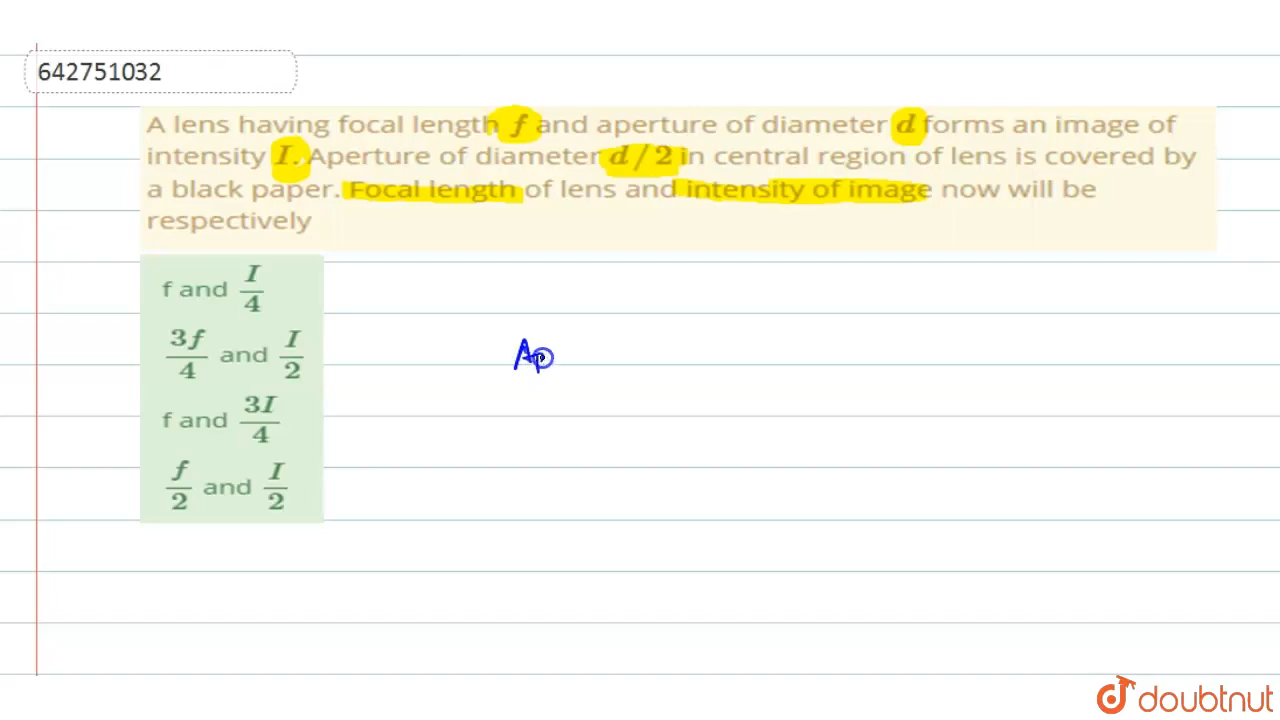 642751032
A lens having focal length f and aperture of diameter d forms an image of
intensity I. Aperture of diameter d/2 in central region of lens is covered by
a black paper. Focal length of lens and intensity of image now will be
respectively
f and I/4
3f/4 and I/2
f and 3I/4
f/2 and I/2
Ap
doubtnut